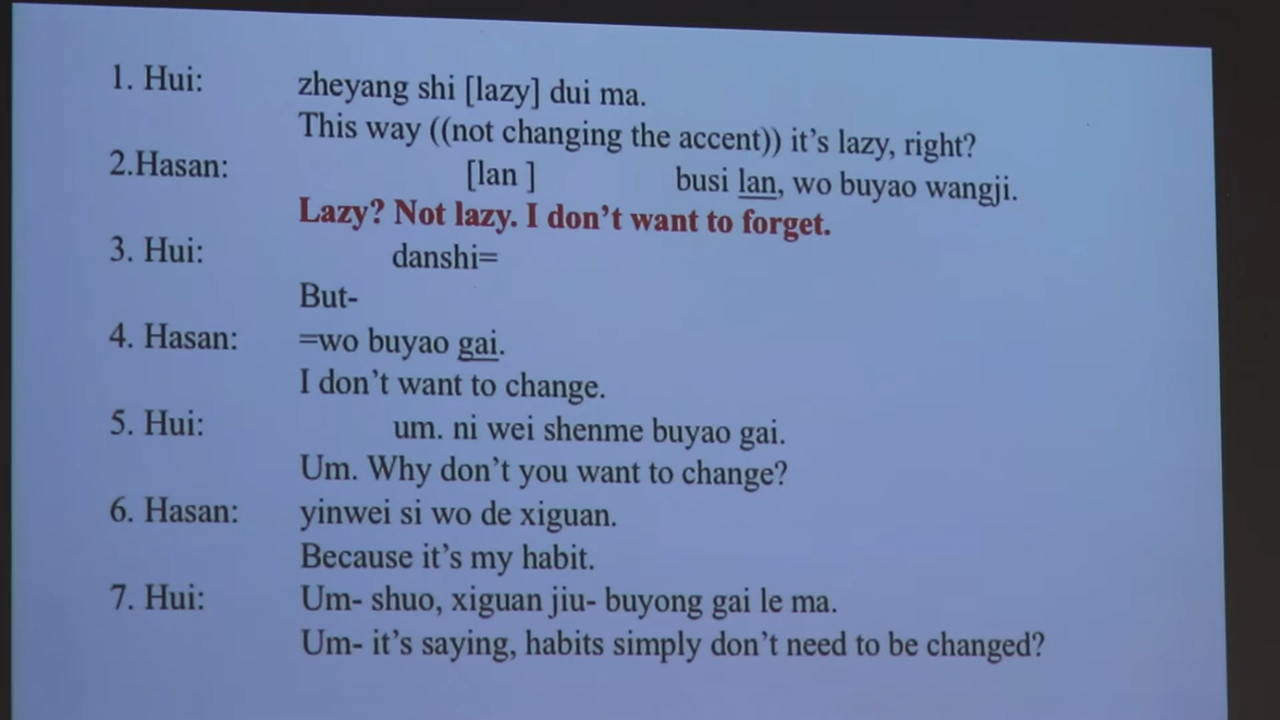 1. Hui: zheyang shi [lazy] dui ma.
This way ((not changing the accent)) it's lazy, right?
2.Hasan: [lan ] busi lan, wo buyao wangji.
Lazy? Not lazy. I don't want to forget.
3. Hui: danshi=
But-
4. Hasan: =wo buyao gai.
I don't want to change.
5. Hui: um. ni wei shenme buyao gai.
Um. Why don't you want to change?
6. Hasan: yinwei si wo de xiguan.
Because it's my habit.
7. Hui: Um- shuo, xiguan jiu- buyong gai le ma.
Um- it's saying, habits simply don't need to be changed?